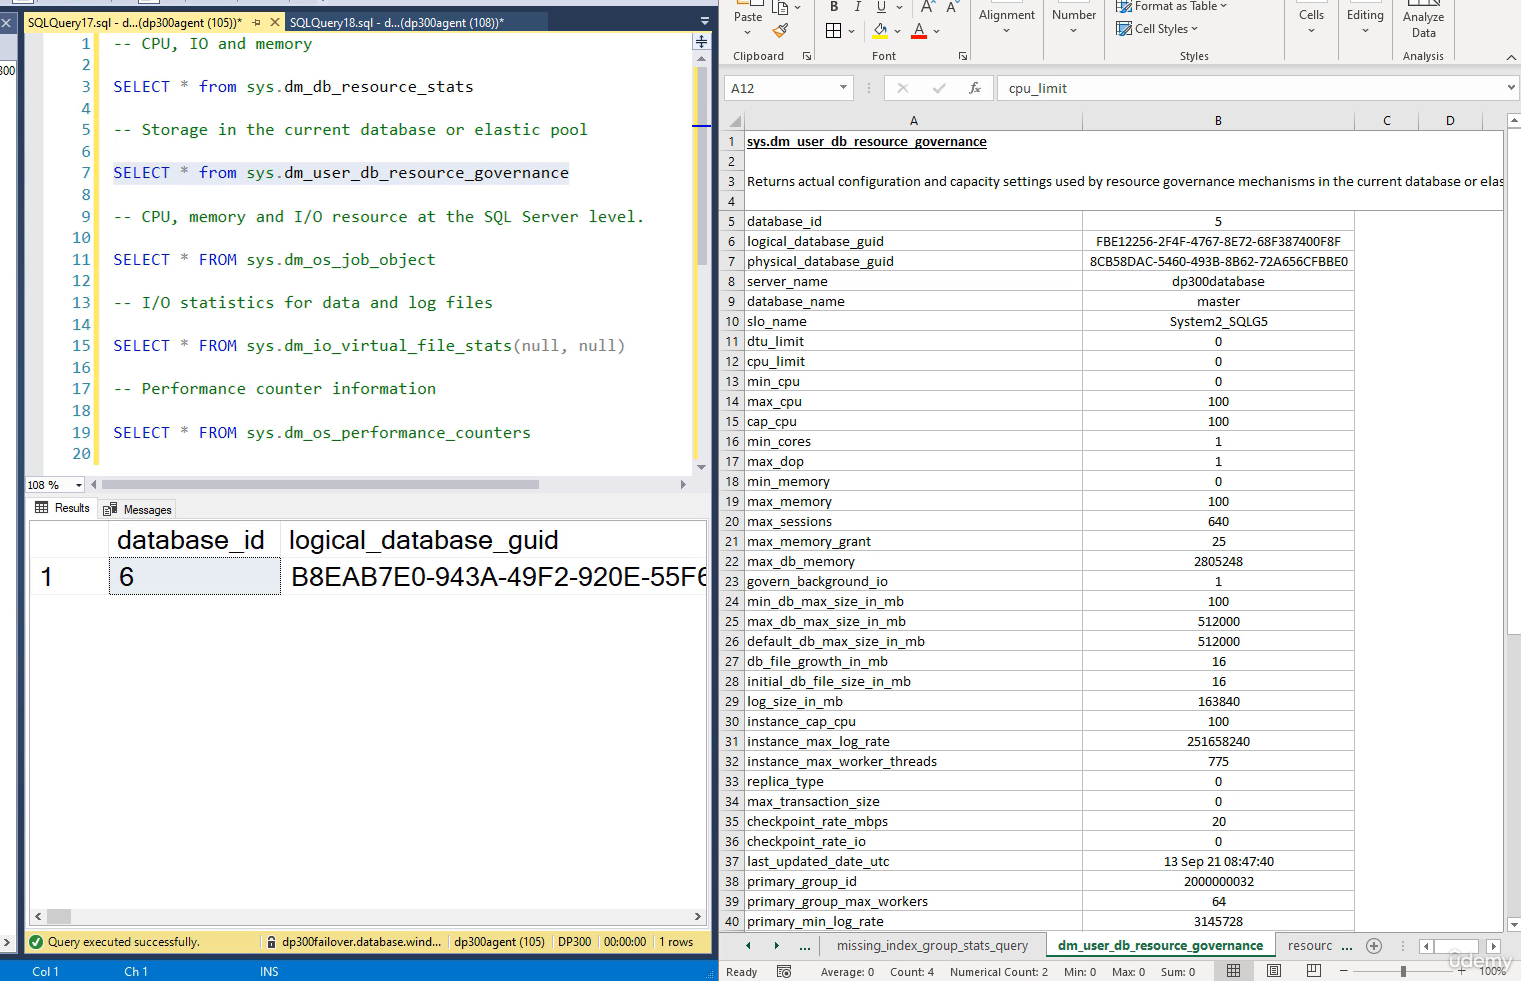 SQLQuery17.sql - d...(dp300agent (105))*
SQLQuery18.sql - d...(dp300agent (108))*
1 -- CPU, IO and memory
2
3 SELECT * from sys.dm_db_resource_stats
4
5 -- Storage in the current database or elastic pool
6
7 SELECT * from sys.dm_user_db_resource_governance
8
9 -- CPU, memory and I/O resource at the SQL Server level.
10
11 SELECT * FROM sys.dm_os_job_object
12
13 -- I/O statistics for data and log files
14
15 SELECT * FROM sys.dm_io_virtual_file_stats(null, null)
16
17 -- Performance counter information
18
19 SELECT * FROM sys.dm_os_performance_counters
20
108 %
Results Messages
database_id logical_database_guid
1 6 B8EAB7E0-943A-49F2-920E-55F6
Query executed successfully. dp300failover.database.wind... dp300agent (105) DP300 00:00:00 1 rows
Col 1 Ch 1 INS
Paste B I U A A
Alignment Number Format as Table Cell Styles Cells Editing Analyze Data
Clipboard Font Styles Analysis
A12 fx cpu_limit
A B C D
1 sys.dm_user_db_resource_governance
2
3 Returns actual configuration and capacity settings used by resource governance mechanisms in the current database or elas
4
5 database_id 5
6 logical_database_guid FBE12256-2F4F-4767-8E72-68F387400F8F
7 physical_database_guid 8CB58DAC-5460-493B-8B62-72A656CFBBE0
8 server_name dp300database
9 database_name master
10 slo_name System2_SQLG5
11 dtu_limit 0
12 cpu_limit 0
13 min_cpu 0
14 max_cpu 100
15 cap_cpu 100
16 min_cores 1
17 max_dop 1
18 min_memory 0
19 max_memory 100
20 max_sessions 640
21 max_memory_grant 25
22 max_db_memory 2805248
23 govern_background_io 1
24 min_db_max_size_in_mb 100
25 max_db_max_size_in_mb 512000
26 default_db_max_size_in_mb 512000
27 db_file_growth_in_mb 16
28 initial_db_file_size_in_mb 16
29 log_size_in_mb 163840
30 instance_cap_cpu 100
31 instance_max_log_rate 251658240
32 instance_max_worker_threads 775
33 replica_type 0
34 max_transaction_size 0
35 checkpoint_rate_mbps 20
36 checkpoint_rate_io 0
37 last_updated_date_utc 13 Sep 21 08:47:40
38 primary_group_id 2000000032
39 primary_group_max_workers 64
40 primary_min_log_rate 3145728
... missing_index_group_stats_query dm_user_db_resource_governance resourc ...
Ready Average: 0 Count: 4 Numerical Count: 2 Min: 0 Max: 0 Sum: 0 100%
ûdemy